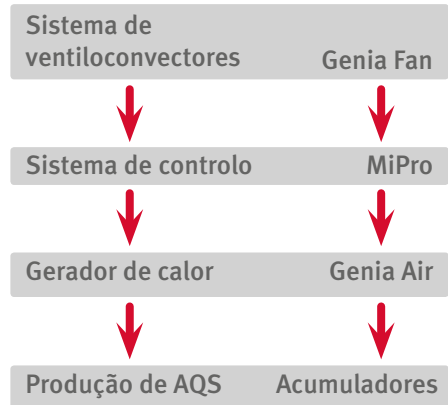 Sistema de
ventiloconvectores Genia Fan
Sistema de controlo MiPro
Gerador de calor Genia Air
Produção de AQS Acumuladores